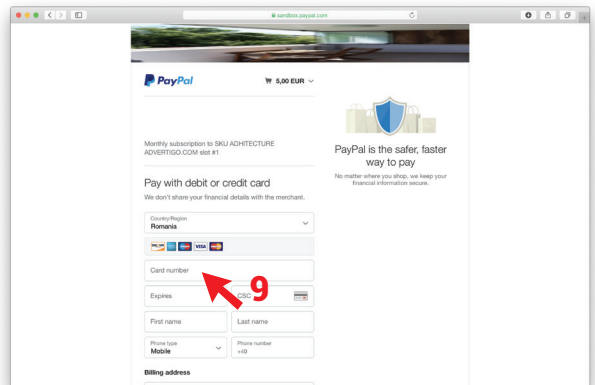 sandbox.paypal.com
PayPal
5,00 EUR
Monthly subscription to SKU ADHITECTURE
ADVERTIGO.COM slot #1
PayPal is the safer, faster
way to pay
No matter where you shop, we keep your
financial information secure.
Pay with debit or credit card
We don't share your financial details with the merchant.
Country/Region
Romania
VISA
Card number
9
Expires
CSC
First name
Last name
Phone type
Mobile
Phone number
+40
Billing address